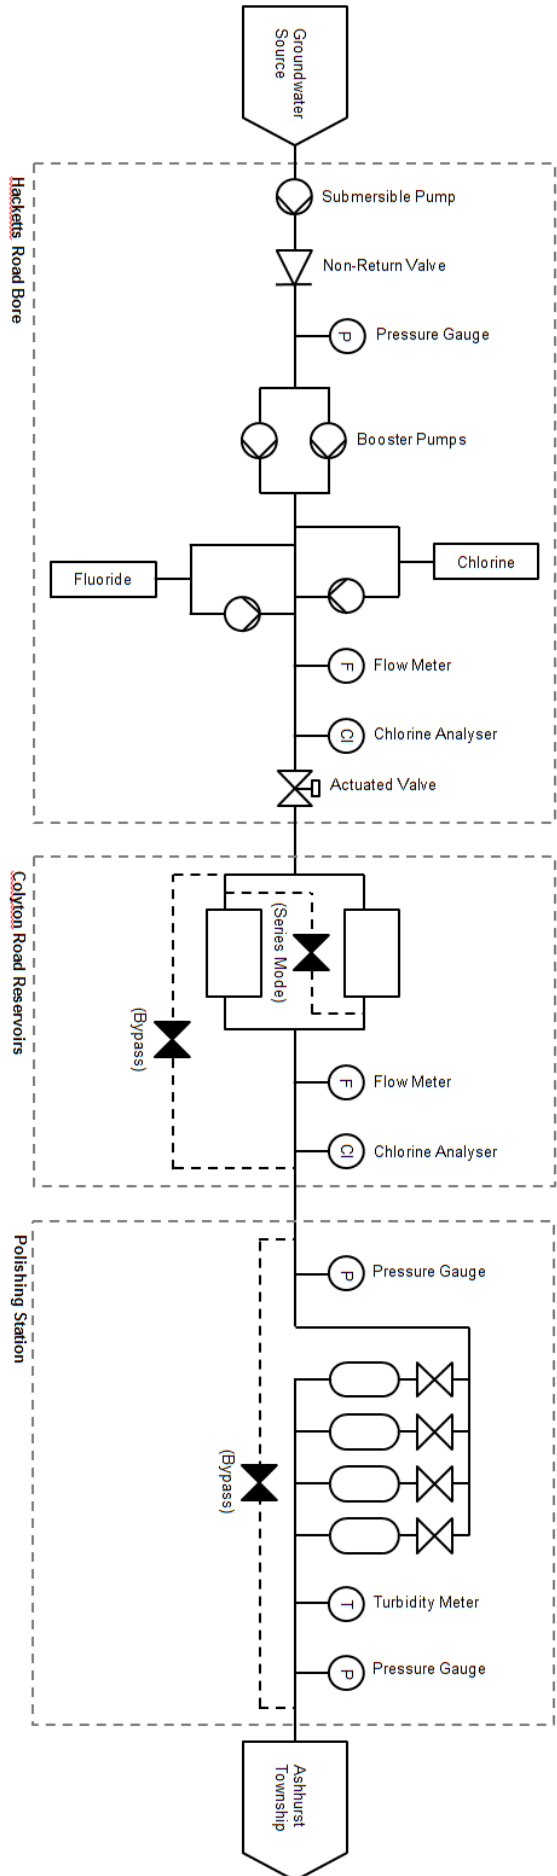 Groundwater
Source
Hacketts Road Bore
Submersible Pump
Non-Return Valve
P
Pressure Gauge
Booster Pumps
Chlorine
Fluoride
F
Flow Meter
Cl
Chlorine Analyser
Actuated Valve
Colyton Road Reservoirs
(Series Mode)
(Bypass)
F
Flow Meter
Cl
Chlorine Analyser
Polishing Station
P
Pressure Gauge
(Bypass)
T
Turbidity Meter
P
Pressure Gauge
Ashhurst
Township